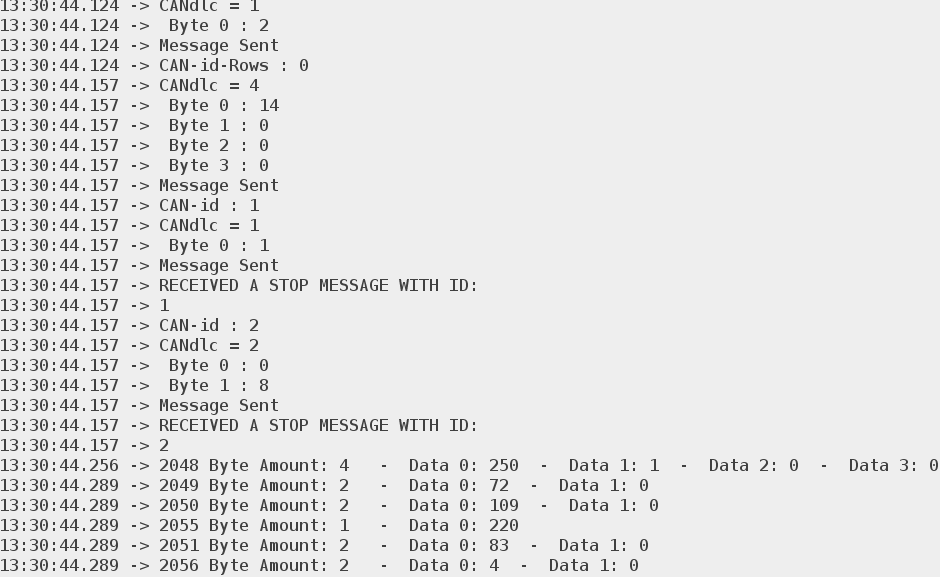 13:30:44.124 -> CANdlc = 1
13:30:44.124 ->  Byte 0 : 2
13:30:44.124 -> Message Sent
13:30:44.124 -> CAN-id-Rows : 0
13:30:44.157 -> CANdlc = 4
13:30:44.157 ->  Byte 0 : 14
13:30:44.157 ->  Byte 1 : 0
13:30:44.157 ->  Byte 2 : 0
13:30:44.157 ->  Byte 3 : 0
13:30:44.157 -> Message Sent
13:30:44.157 -> CAN-id : 1
13:30:44.157 -> CANdlc = 1
13:30:44.157 ->  Byte 0 : 1
13:30:44.157 -> Message Sent
13:30:44.157 -> RECEIVED A STOP MESSAGE WITH ID:
13:30:44.157 -> 1
13:30:44.157 -> CAN-id : 2
13:30:44.157 -> CANdlc = 2
13:30:44.157 ->  Byte 0 : 0
13:30:44.157 ->  Byte 1 : 8
13:30:44.157 -> Message Sent
13:30:44.157 -> RECEIVED A STOP MESSAGE WITH ID:
13:30:44.157 -> 2
13:30:44.256 -> 2048 Byte Amount: 4   -  Data 0: 250  -  Data 1: 1  -  Data 2: 0  -  Data 3: 0
13:30:44.289 -> 2049 Byte Amount: 2   -  Data 0: 72  -  Data 1: 0
13:30:44.289 -> 2050 Byte Amount: 2   -  Data 0: 109  -  Data 1: 0
13:30:44.289 -> 2055 Byte Amount: 1   -  Data 0: 220
13:30:44.289 -> 2051 Byte Amount: 2   -  Data 0: 83  -  Data 1: 0
13:30:44.289 -> 2056 Byte Amount: 2   -  Data 0: 4  -  Data 1: 0